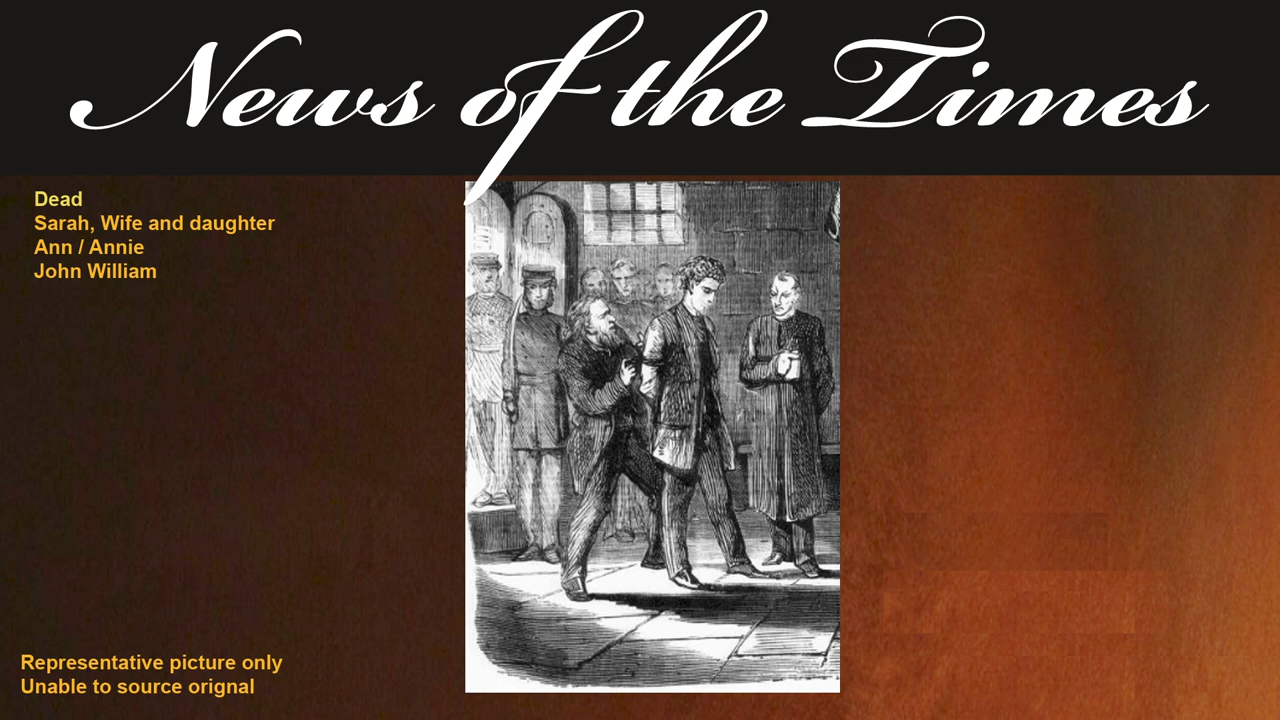 News of the Times
Dead
Sarah, Wife and daughter
Ann / Annie
John William
Representative picture only
Unable to source orignal